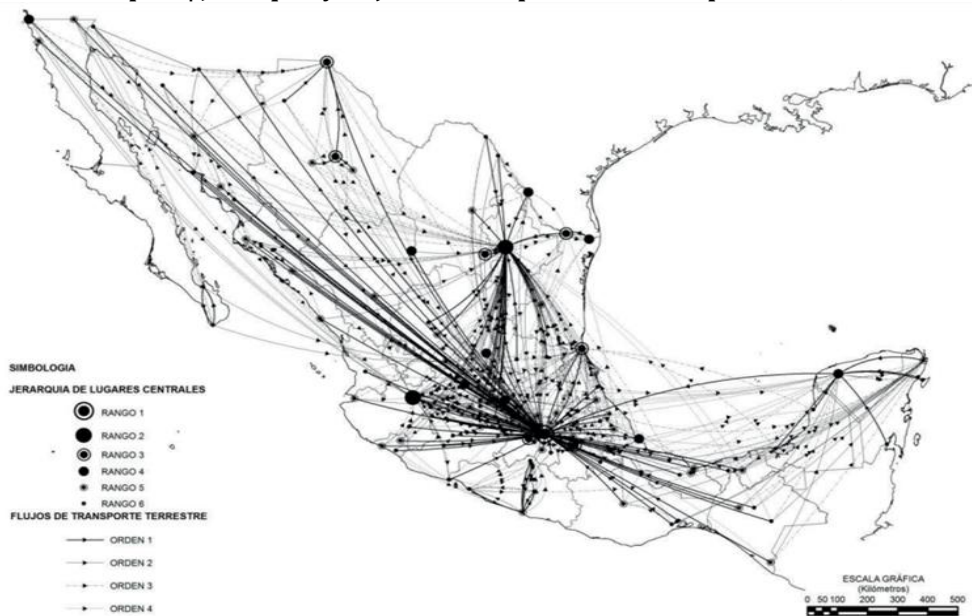 SIMBOLOGIA
JERARQUIA DE LUGARES CENTRALES
RANGO 1
RANGO 2
RANGO 3
RANGO 4
RANGO 5
RANGO 6
FLUJOS DE TRANSPORTE TERRESTRE
ORDEN 1
ORDEN 2
ORDEN 3
ORDEN 4
ESCALA GRÁFICA
(Kilómetros)
0 50 100 200 300 400 500